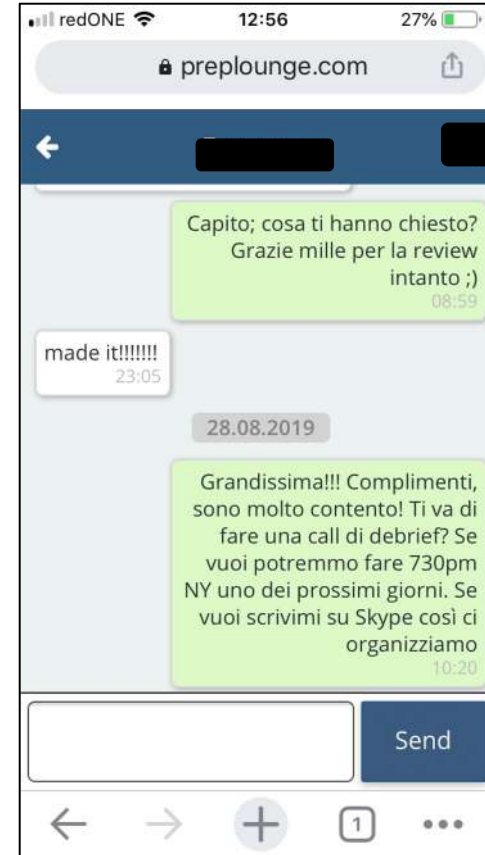 redONE 12:56 27%
preplounge.com
Capito; cosa ti hanno chiesto?
Grazie mille per la review
intanto ;)
08:59
made it!!!!!!!
23:05
28.08.2019
Grandissima!!! Complimenti,
sono molto contento! Ti va di
fare una call di debrief? Se
vuoi potremmo fare 730pm
NY uno dei prossimi giorni. Se
vuoi scrivimi su Skype così ci
organizziamo
10:20
Send
1